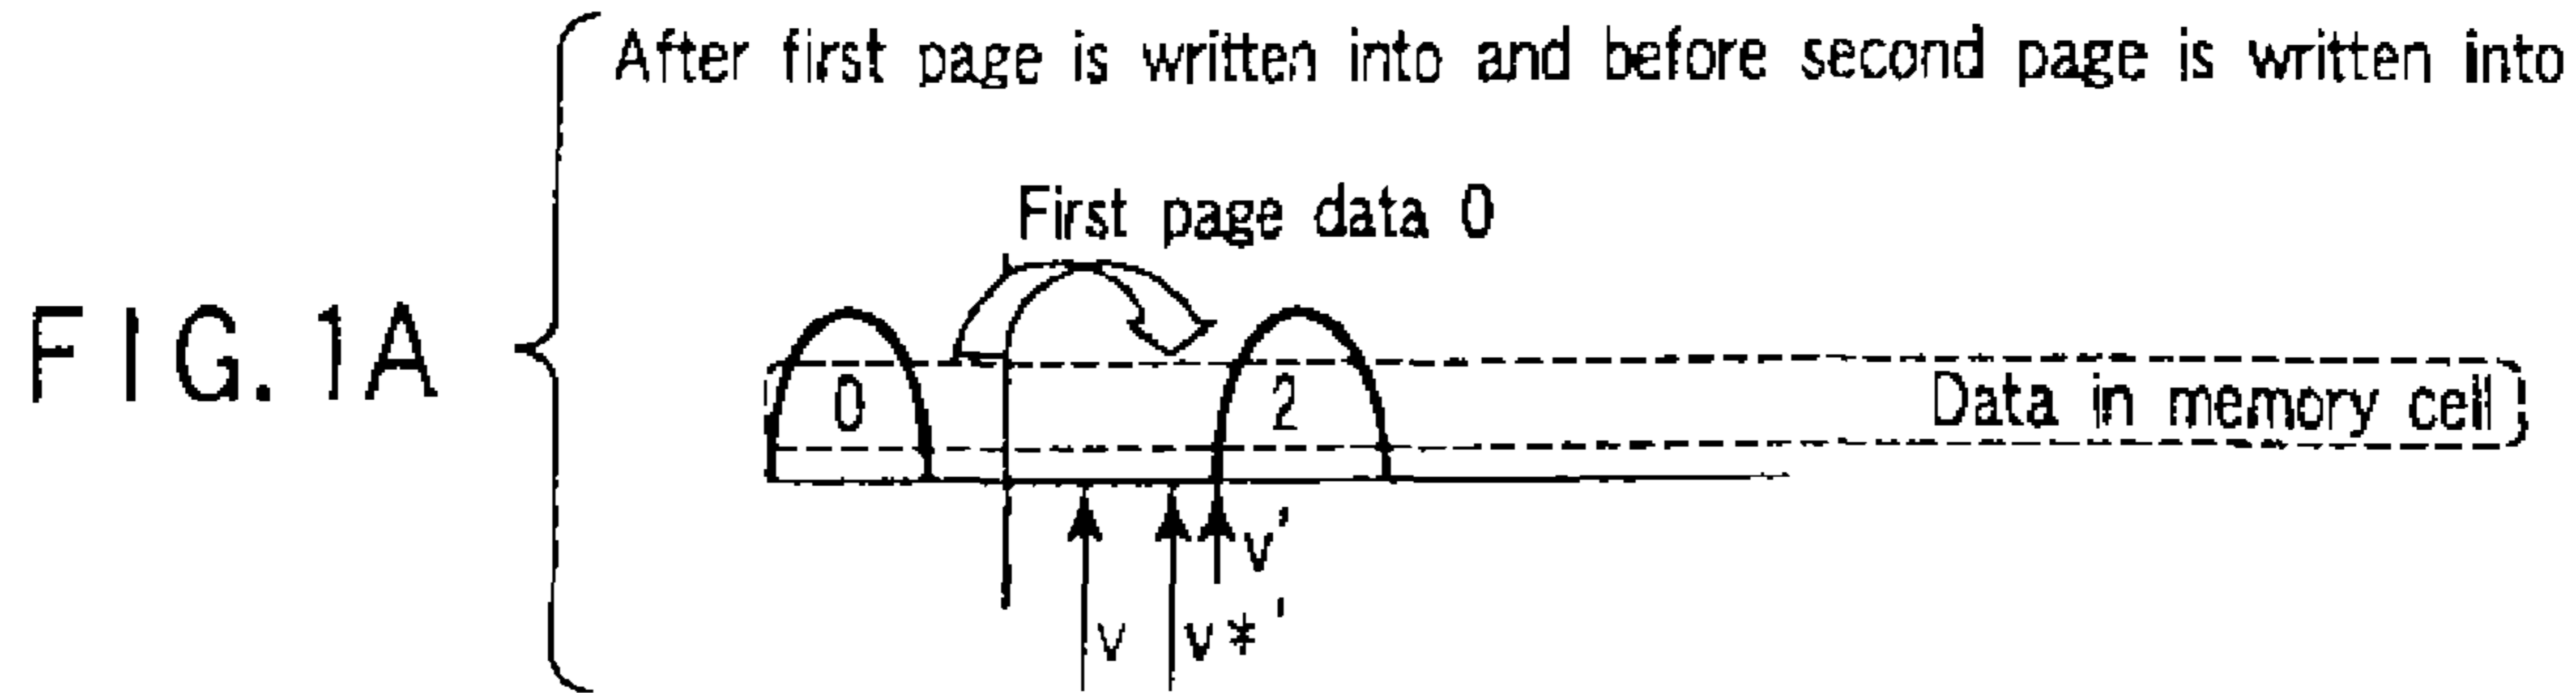 After first page is written into and before second page is written into
First page data 0
FIG. 1A
0 2 Data in memory cell
v'
v v*'